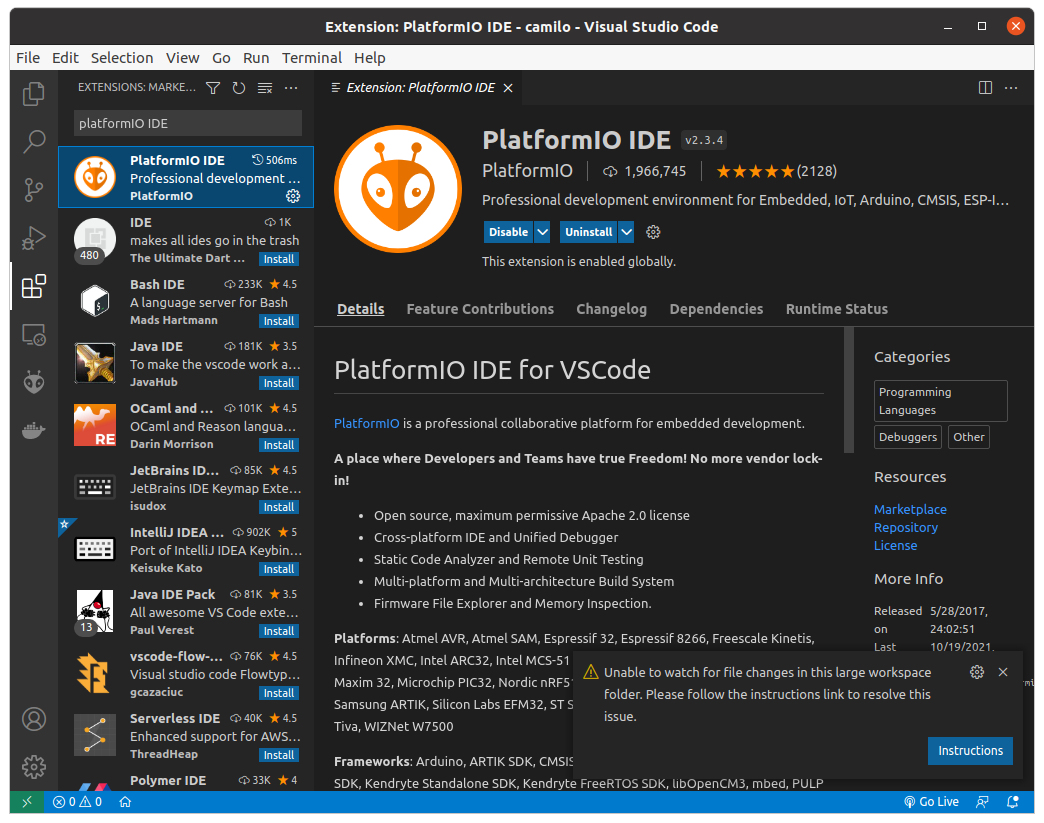 Extension: PlatformIO IDE - camilo - Visual Studio Code
File Edit Selection View Go Run Terminal Help
EXTENSIONS: MARKE...
platformIO IDE
PlatformIO IDE 506ms
Professional development ...
PlatformIO
IDE 1K
makes all ides go in the trash
480
The Ultimate Dart ... Install
Bash IDE 233K ★ 4.5
A language server for Bash
Mads Hartmann Install
Java IDE 181K ★ 3.5
To make the vscode work a...
JavaHub Install
OCaml and ... 101K ★ 4.5
OCaml and Reason langua...
RE
Darin Morrison Install
JetBrains ID... 85K ★ 4.5
JetBrains IDE Keymap Exte...
isudox Install
IntelliJ IDEA ... 902K ★ 5
Port of IntelliJ IDEA Keybin...
Keisuke Kato Install
Java IDE Pack 81K ★ 3.5
All awesome VS Code exte...
13
Paul Verest Install
vscode-flow-... 76K ★ 4.5
Visual studio code Flowtyp...
gcazaciuc Install
Serverless IDE 40K ★ 4.5
Enhanced support for AWS...
ThreadHeap Install
Polymer IDE 33K ★ 4
Extension: PlatformIO IDE
PlatformIO IDE v2.3.4
PlatformIO 1,966,745 ★★★★★(2128)
Professional development environment for Embedded, IoT, Arduino, CMSIS, ESP-I...
Disable Uninstall
This extension is enabled globally.
Details Feature Contributions Changelog Dependencies Runtime Status
PlatformIO IDE for VSCode
PlatformIO is a professional collaborative platform for embedded development.
A place where Developers and Teams have true Freedom! No more vendor lock-
in!
• Open source, maximum permissive Apache 2.0 license
• Cross-platform IDE and Unified Debugger
• Static Code Analyzer and Remote Unit Testing
• Multi-platform and Multi-architecture Build System
• Firmware File Explorer and Memory Inspection.
Platforms: Atmel AVR, Atmel SAM, Espressif 32, Espressif 8266, Freescale Kinetis,
Infineon XMC, Intel ARC32, Intel MCS-51
Maxim 32, Microchip PIC32, Nordic nRF5
Samsung ARTIK, Silicon Labs EFM32, ST S
Tiva, WIZNet W7500
Frameworks: Arduino, ARTIK SDK, CMSIS
SDK, Kendryte Standalone SDK, Kendryte FreeRTOS SDK, libOpenCM3, mbed, PULP
Categories
Programming
Languages
Debuggers Other
Resources
Marketplace
Repository
License
More Info
Released 5/28/2017,
on 24:02:51
Last 10/19/2021,
Unable to watch for file changes in this large workspace
folder. Please follow the instructions link to resolve this
issue.
Instructions
0 0
Go Live